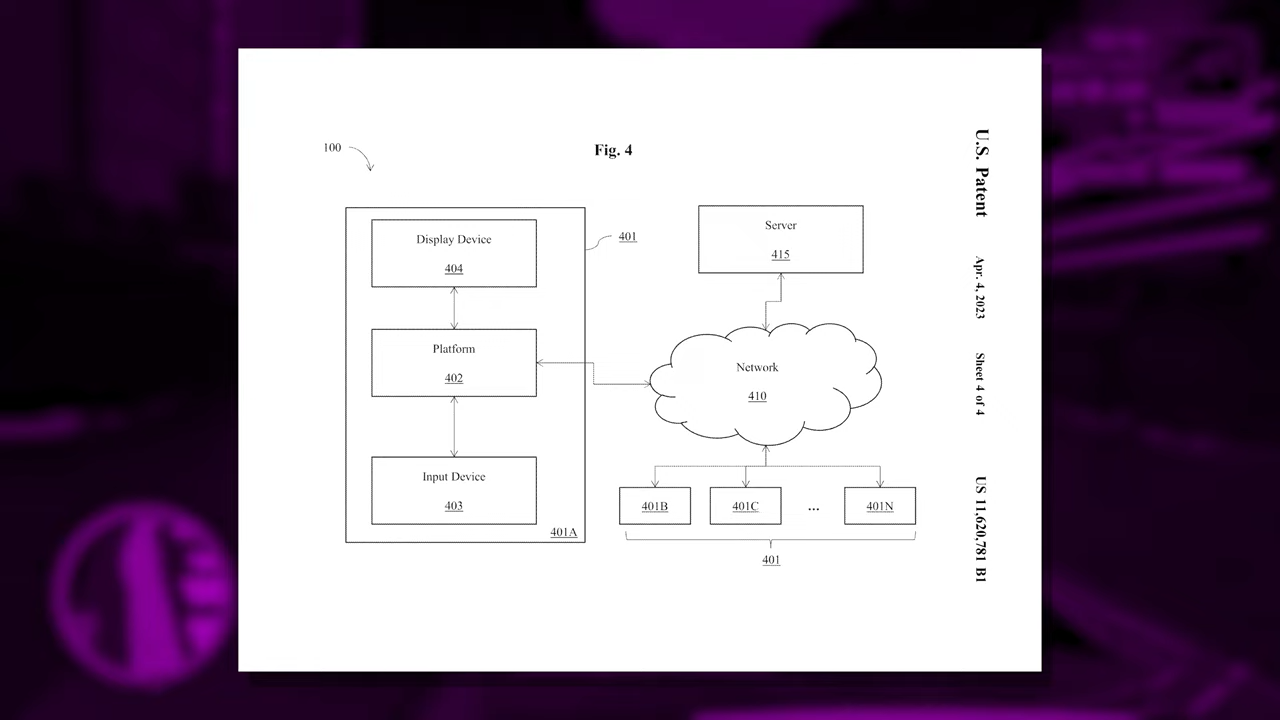 100
Fig. 4
Display Device
404
Platform
402
Input Device
403
401A
401
Server
415
Network
410
401B
401C
...
401N
401
U.S. Patent
Apr. 4, 2023
Sheet 4 of 4
US 11,620,781 B1